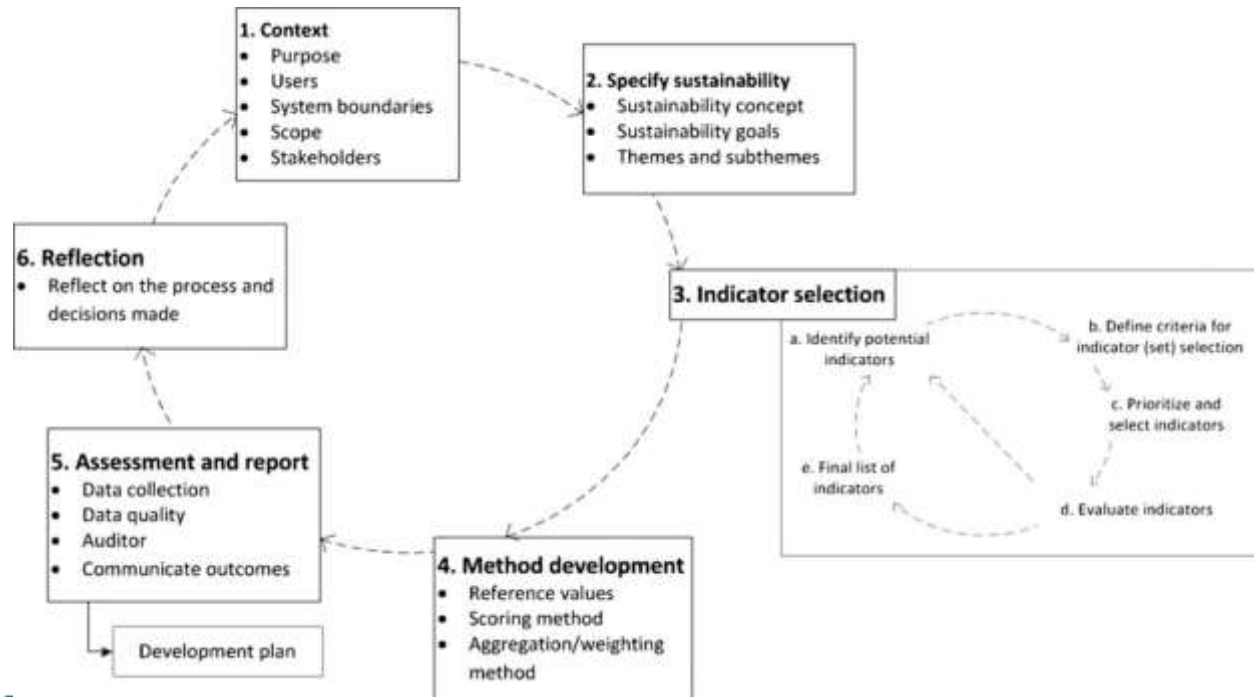 1. Context
• Purpose
• Users
• System boundaries
• Scope
• Stakeholders
2. Specify sustainability
• Sustainability concept
• Sustainability goals
• Themes and subthemes
3. Indicator selection
a. Identify potential
indicators
b. Define criteria for
indicator (set) selection
c. Prioritize and
select indicators
d. Evaluate indicators
e. Final list of
indicators
4. Method development
• Reference values
• Scoring method
• Aggregation/weighting
method
5. Assessment and report
• Data collection
• Data quality
• Auditor
• Communicate outcomes
Development plan
6. Reflection
• Reflect on the process and
decisions made